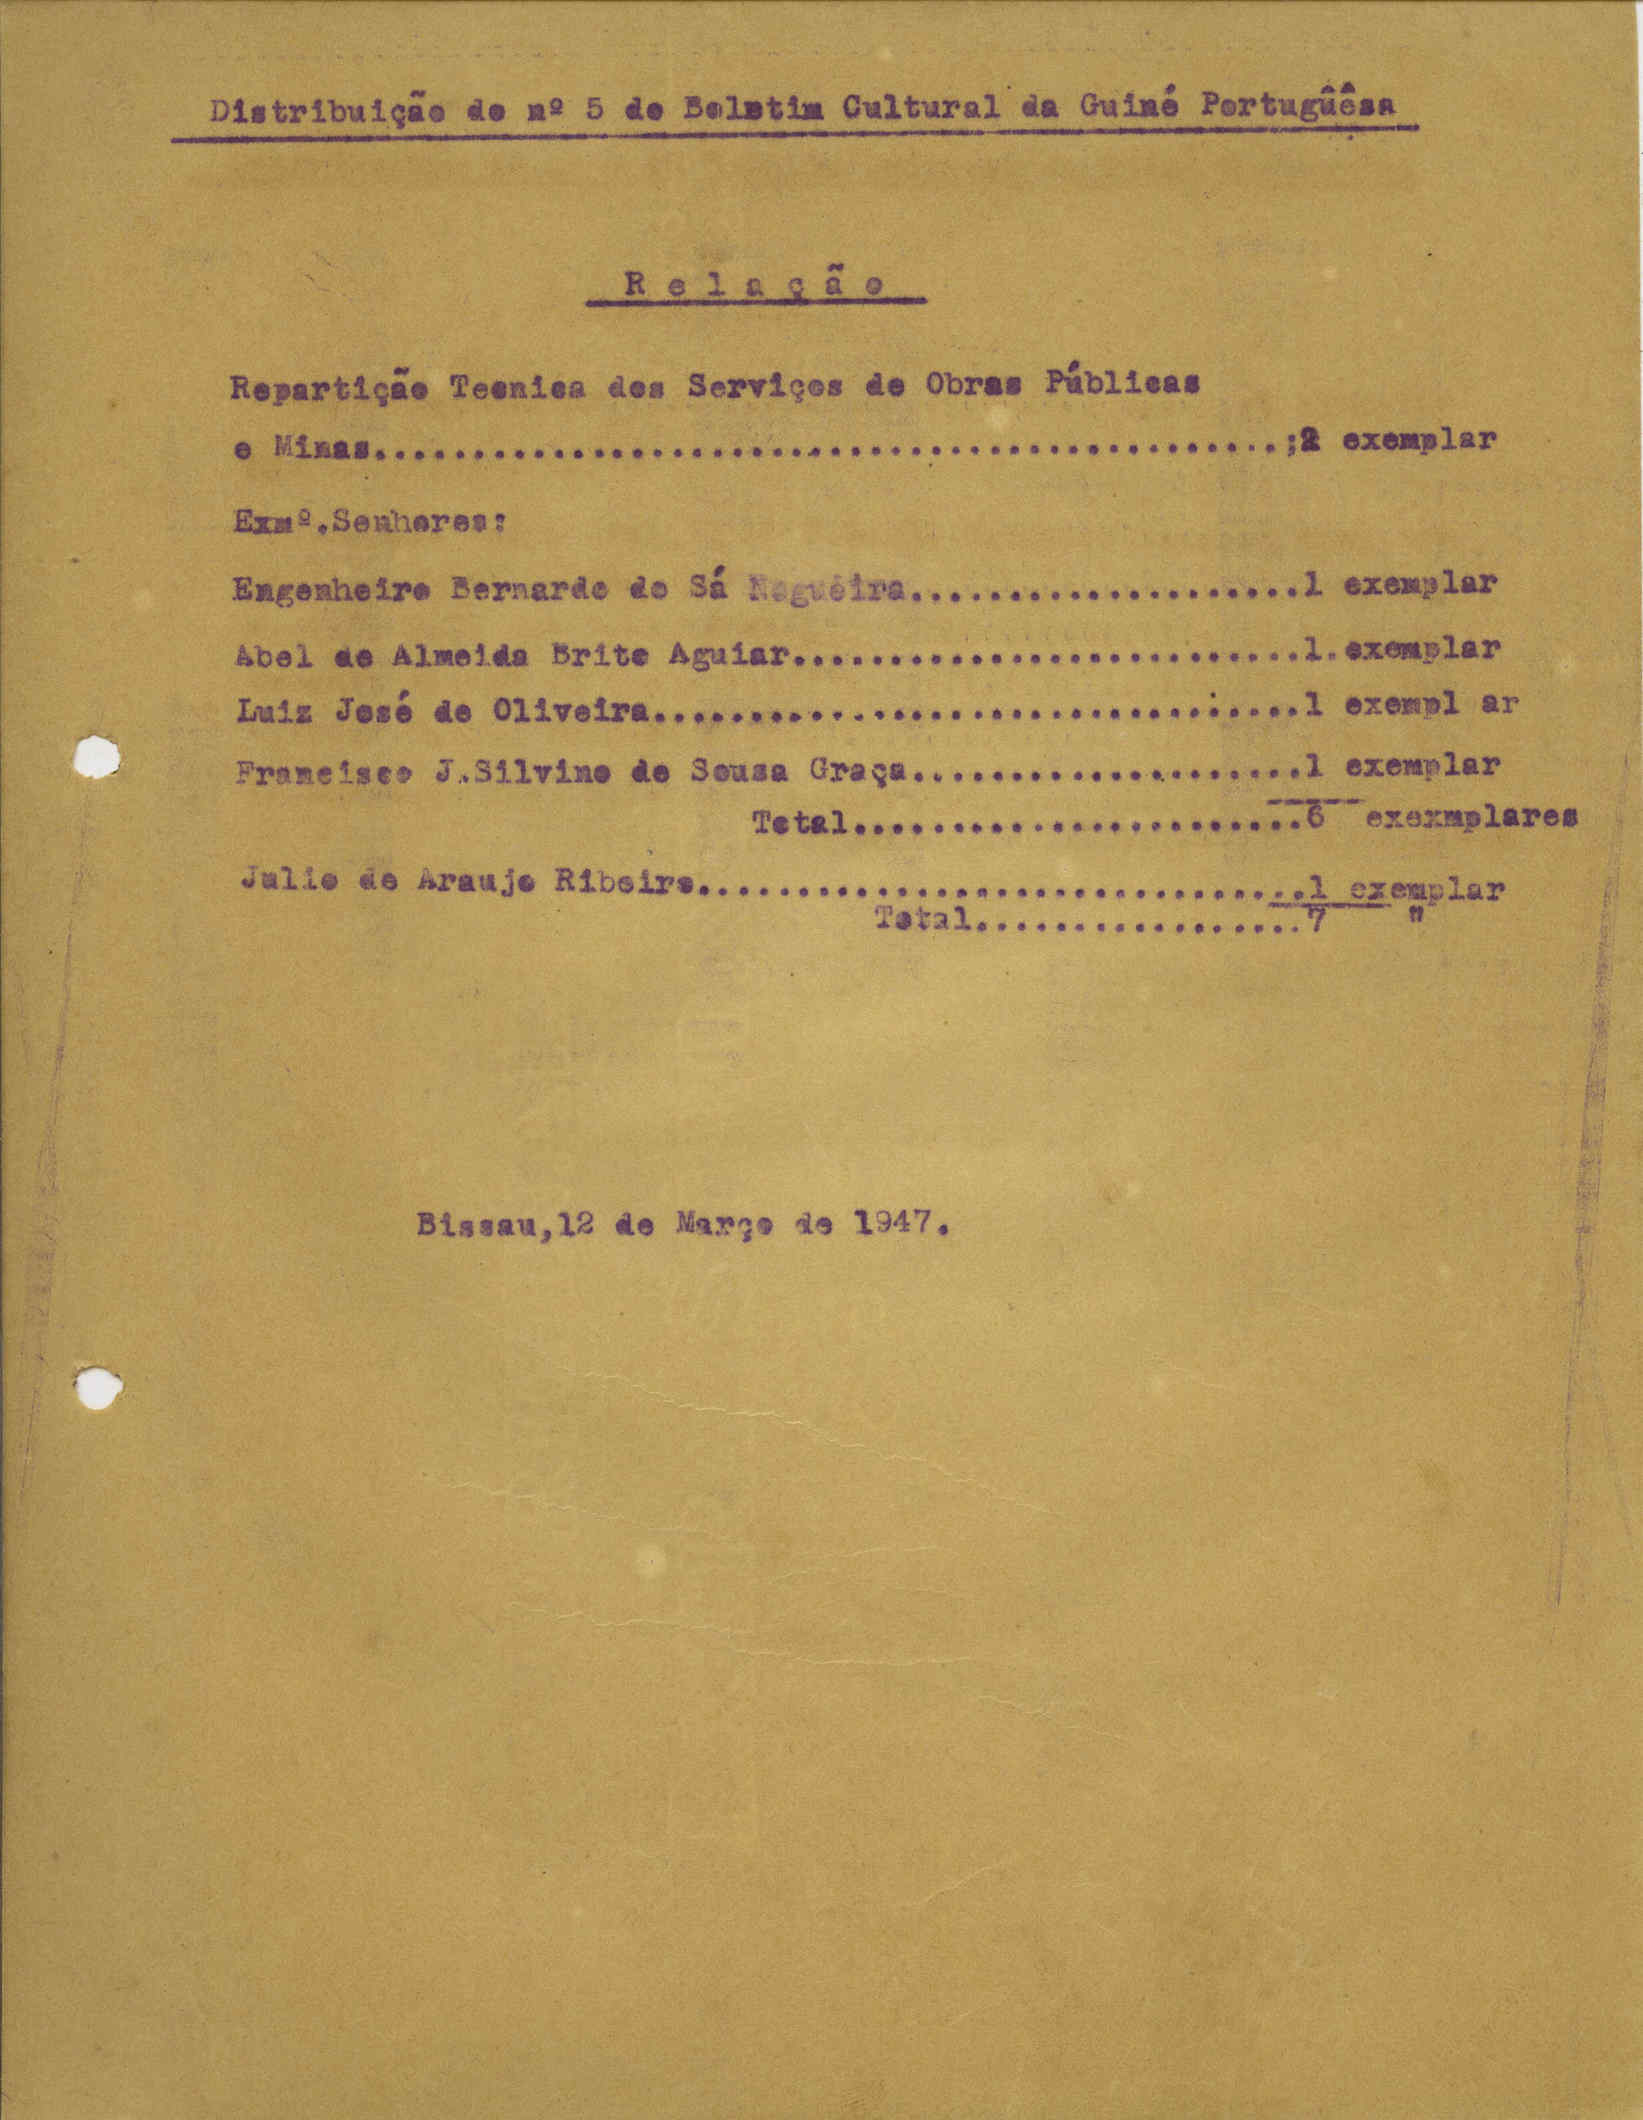 Distribuição do nº 5 do Boletim Cultural da Guiné Portugûêsa
R e l a ç ã o
Repartição Tecnica dos Serviços de Obras Públicas
e Minas..............................................;2 exemplar
Exmº.Senhores:
Engenheiro Bernardo de Sá Nogueira....................1 exemplar
Abel de Almeida Brito Aguiar..........................1.exemplar
Luiz José de Oliveira.................................1 exempl ar
Francisco J.Silvino de Sousa Graça....................1 exemplar
Total.......................6 exexmplares
Julio de Araujo Ribeiro...............................1 exemplar
Total.................7 "
Bissau,12 de Março de 1947.